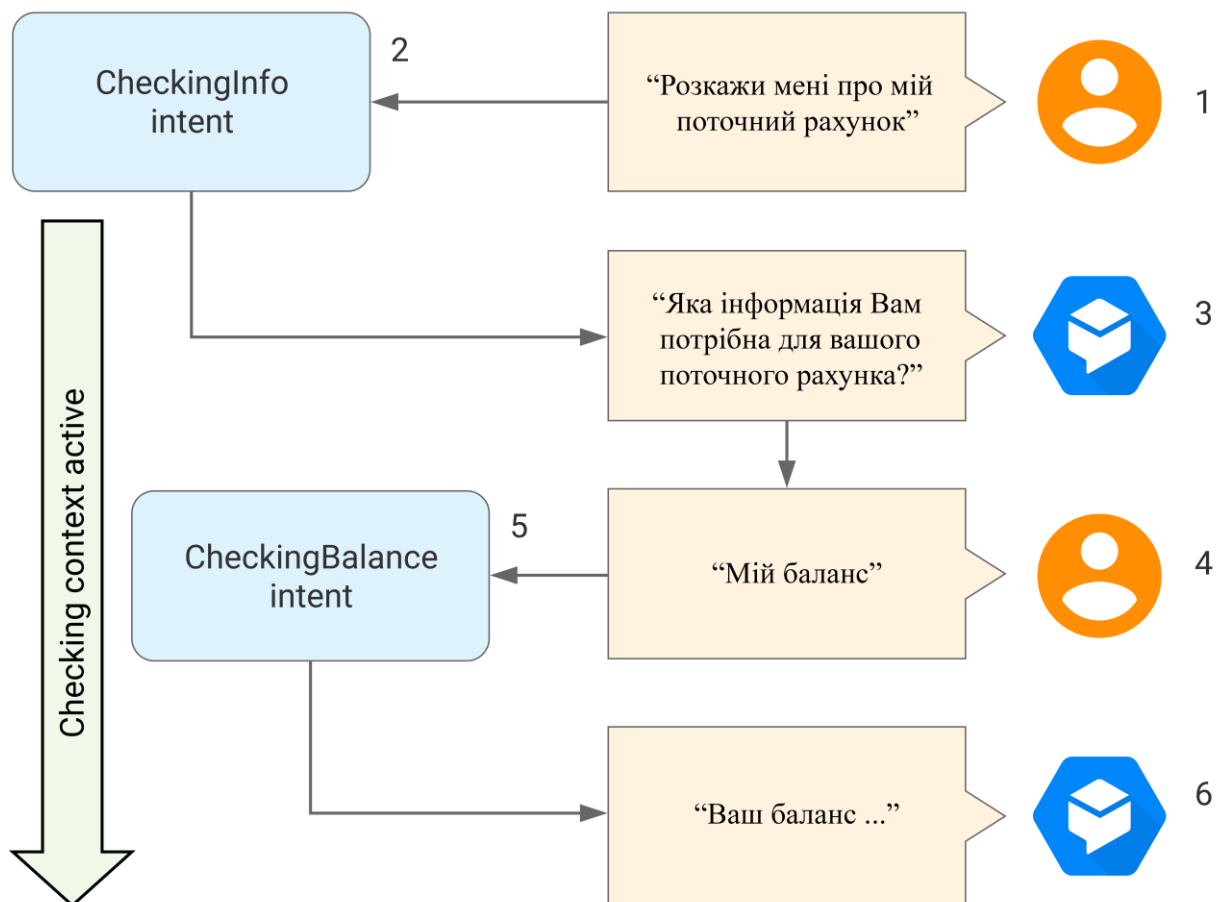 CheckingInfo
intent
2
“Розкажи мені про мій
поточний рахунок”
1
“Яка інформація Вам
потрібна для вашого
поточного рахунка?”
3
Checking context active
CheckingBalance
intent
5
“Мій баланс”
4
“Ваш баланс ...”
6